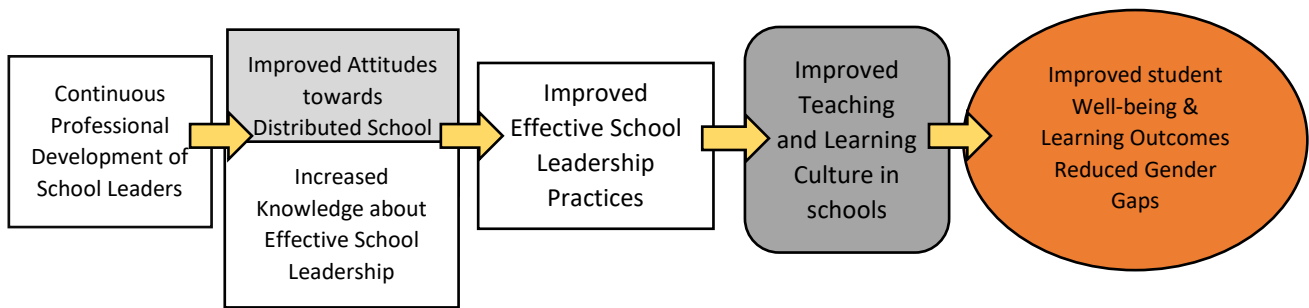 Continuous
Professional
Development of
School Leaders
Improved Attitudes
towards
Distributed School
Increased
Knowledge about
Effective School
Leadership
Improved
Effective School
Leadership
Practices
Improved
Teaching
and Learning
Culture in
schools
Improved student
Well-being &
Learning Outcomes
Reduced Gender
Gaps